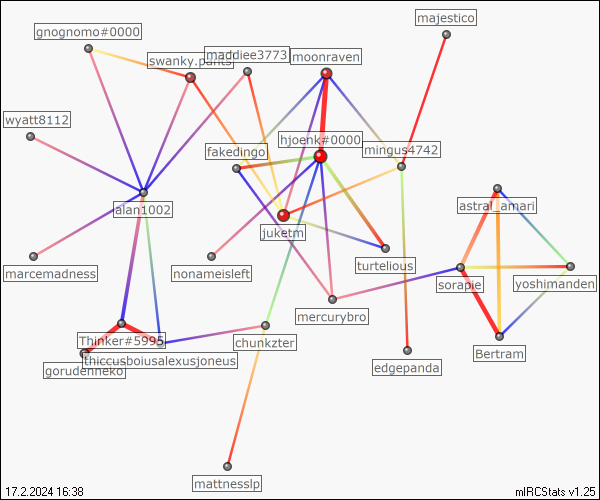 majestico
gnognomo#0000
maddiee3773
swanky.pants
moonraven
wyatt8112
hjoenk#0000
mingus4742
fakedingo
alan1002
astral_amari
juketm
marcemadness
nonameisleft
turtelious
sorapie
yoshimanden
mercurybro
Thinker#5995
chunkzter
Bertram
thiccusboiusalexusjoneus
gorudenneko
edgepanda
mattnesslp
17.2.2024 16:38
mIRCStats v1.25